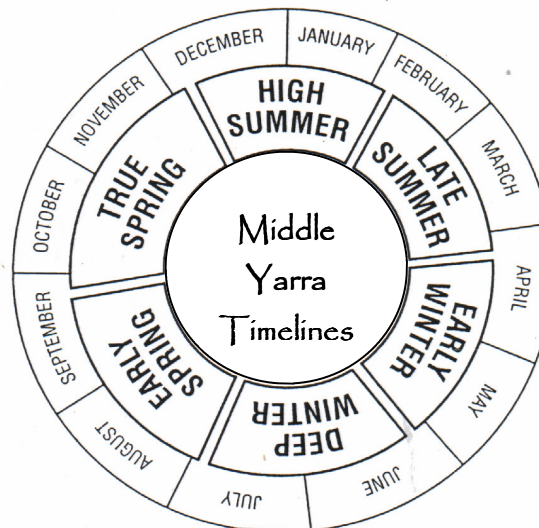 Middle
Yarra
Timelines
HIGH
SUMMER
LATE
SUMMER
EARLY
WINTER
DEEP
WINTER
EARLY
SPRING
TRUE
SPRING
JANUARY
FEBRUARY
MARCH
APRIL
MAY
JUNE
JULY
AUGUST
SEPTEMBER
OCTOBER
NOVEMBER
DECEMBER